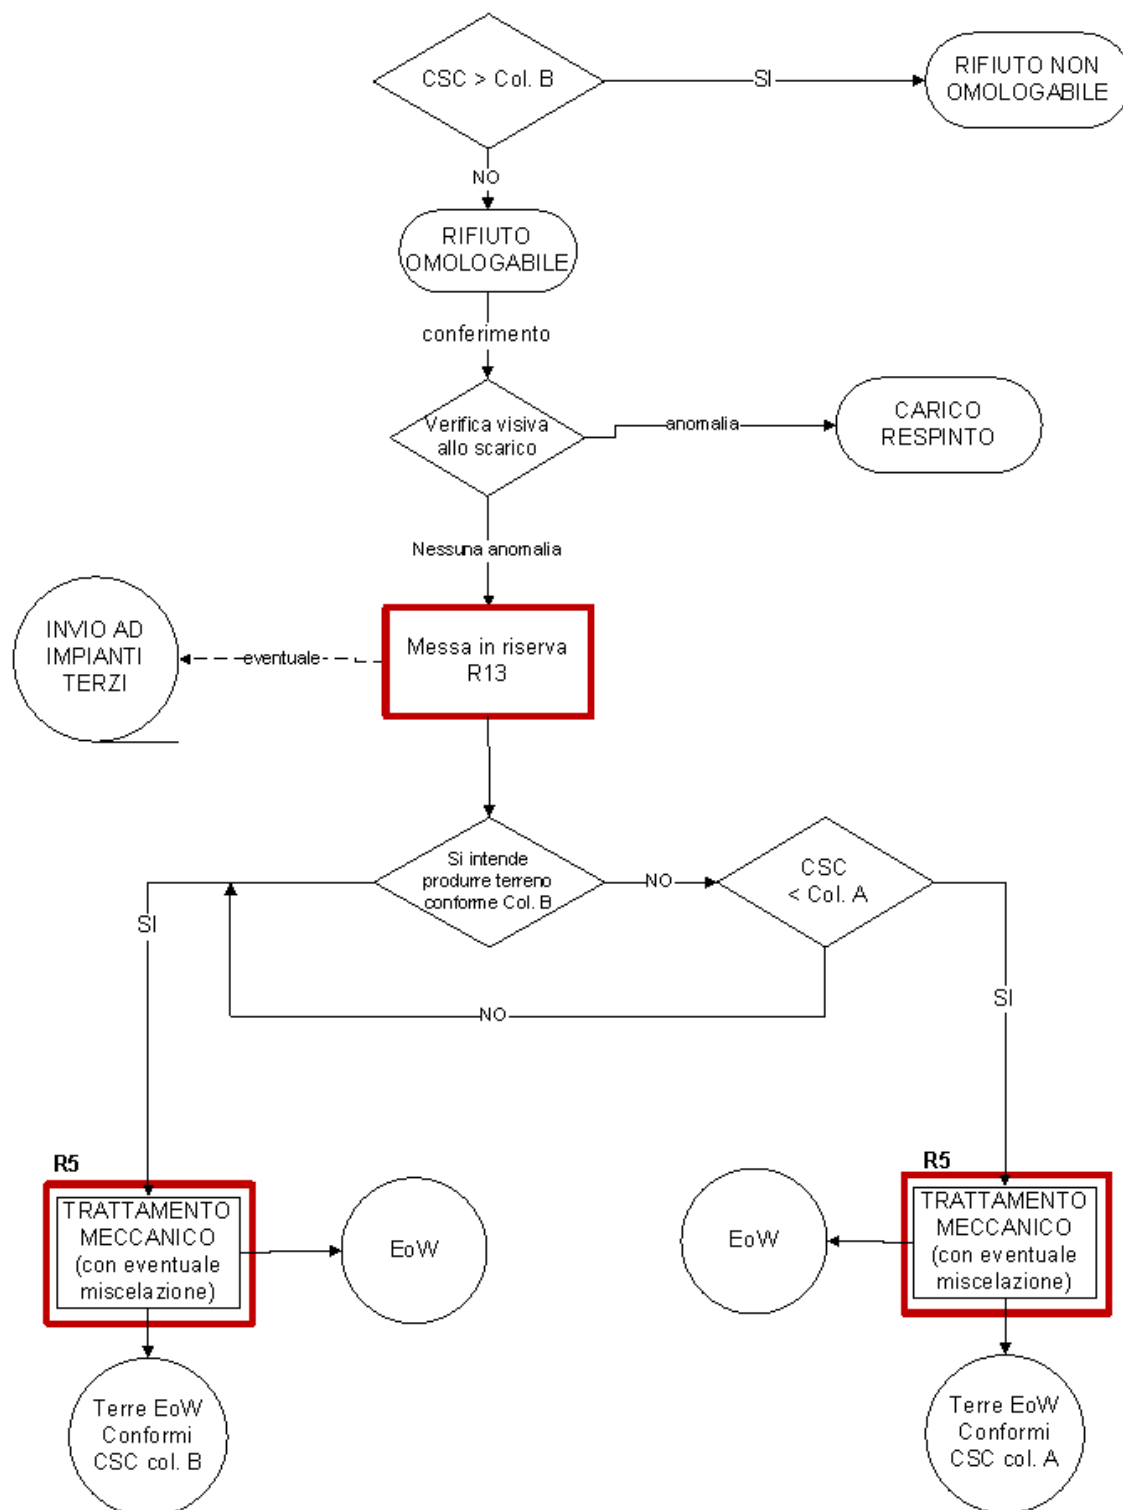 CSC > Col. B
SI
RIFIUTO NON
OMOLOGABILE
NO
RIFIUTO
OMOLOGABILE
conferimento
Verifica visiva
allo scarico
anomalia
CARICO
RESPINTO
Nessuna anomalia
INVIO AD
IMPIANTI
TERZI
eventuale
Messa in riserva
R13
Si intende
produrre terreno
conforme Col. B
NO
CSC
< Col. A
SI
NO
SI
R5
TRATTAMENTO
MECCANICO
(con eventuale
miscelazione)
EoW
EoW
R5
TRATTAMENTO
MECCANICO
(con eventuale
miscelazione)
Terre EoW
Conformi
CSC col. B
Terre EoW
Conformi
CSC col. A